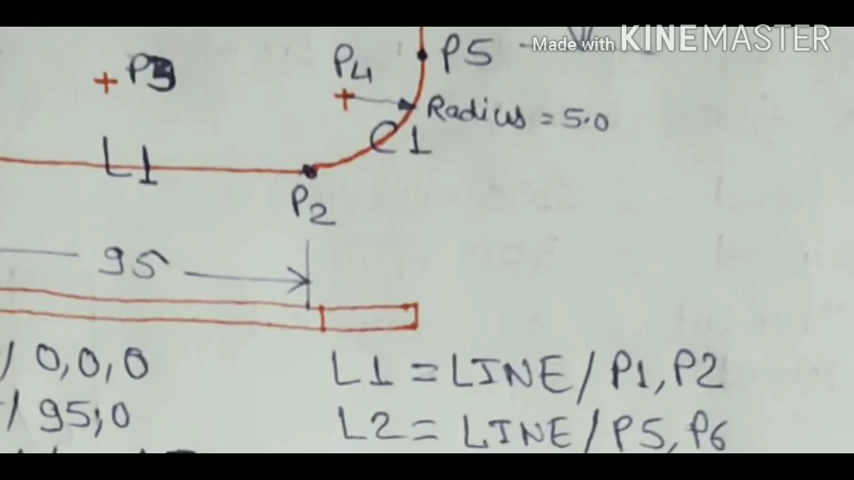 Made with KINEMASTER
P5
P4
P3
Radius = 5.0
C1
L1
P2
95
/ 0,0,0
L1 = LINE / P1, P2
/ 95,0
L2 = LINE / P5, P6